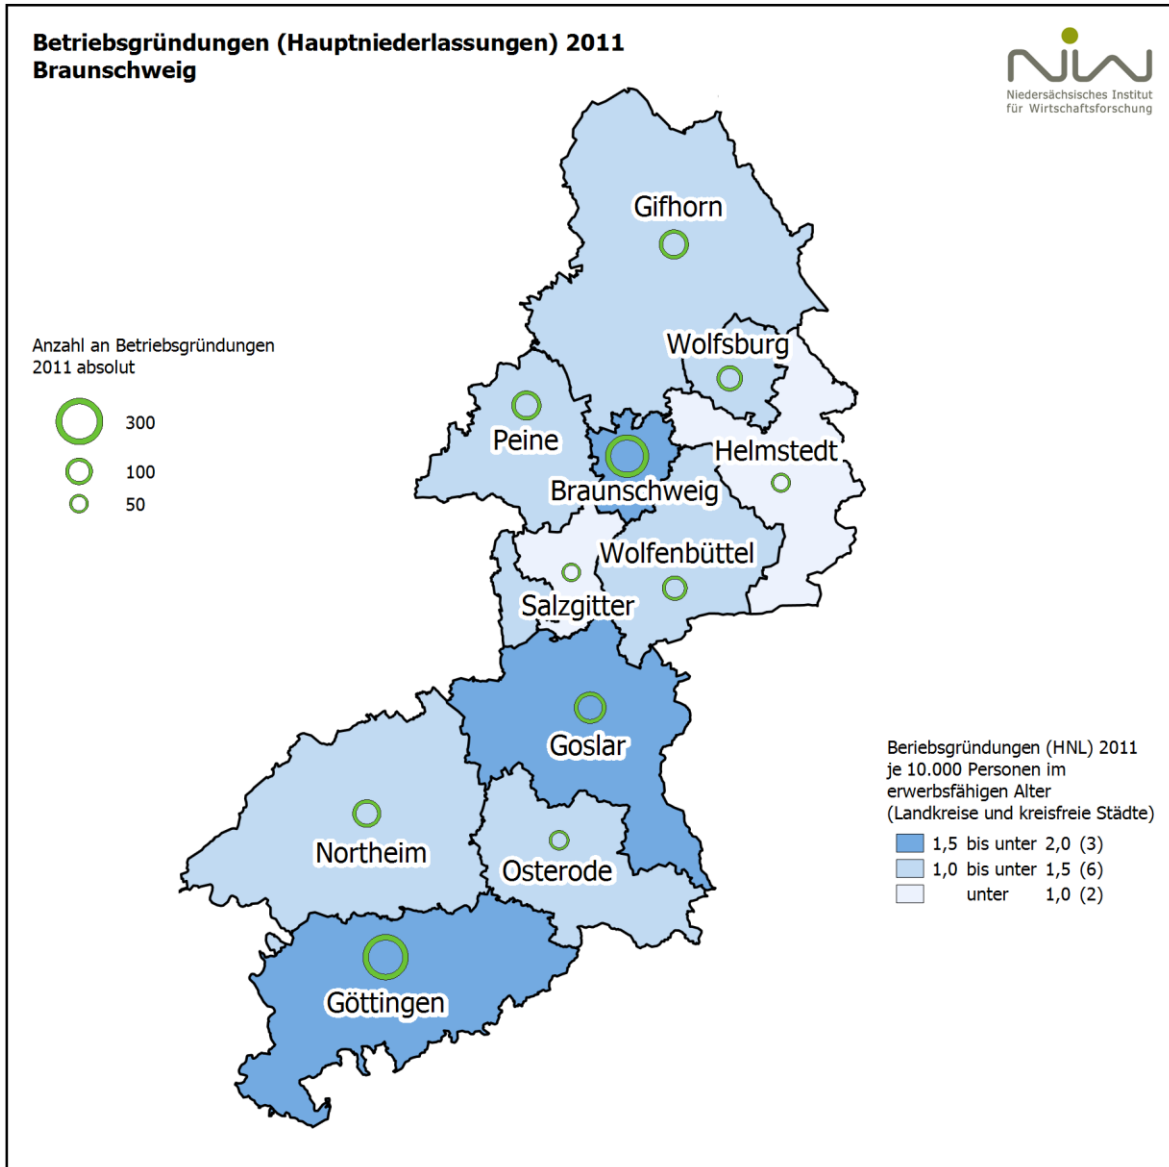 Betriebsgründungen (Hauptniederlassungen) 2011
Braunschweig
NIW
Niedersächsisches Institut
für Wirtschaftsforschung
Gifhorn
Anzahl an Betriebsgründungen
2011 absolut
300
100
50
Wolfsburg
Peine
Helmstedt
Braunschweig
Wolfenbüttel
Salzgitter
Goslar
Northeim
Osterode
Göttingen
Beriebsgründungen (HNL) 2011
je 10.000 Personen im
erwerbsfähigen Alter
(Landkreise und kreisfreie Städte)
1,5 bis unter 2,0 (3)
1,0 bis unter 1,5 (6)
unter 1,0 (2)